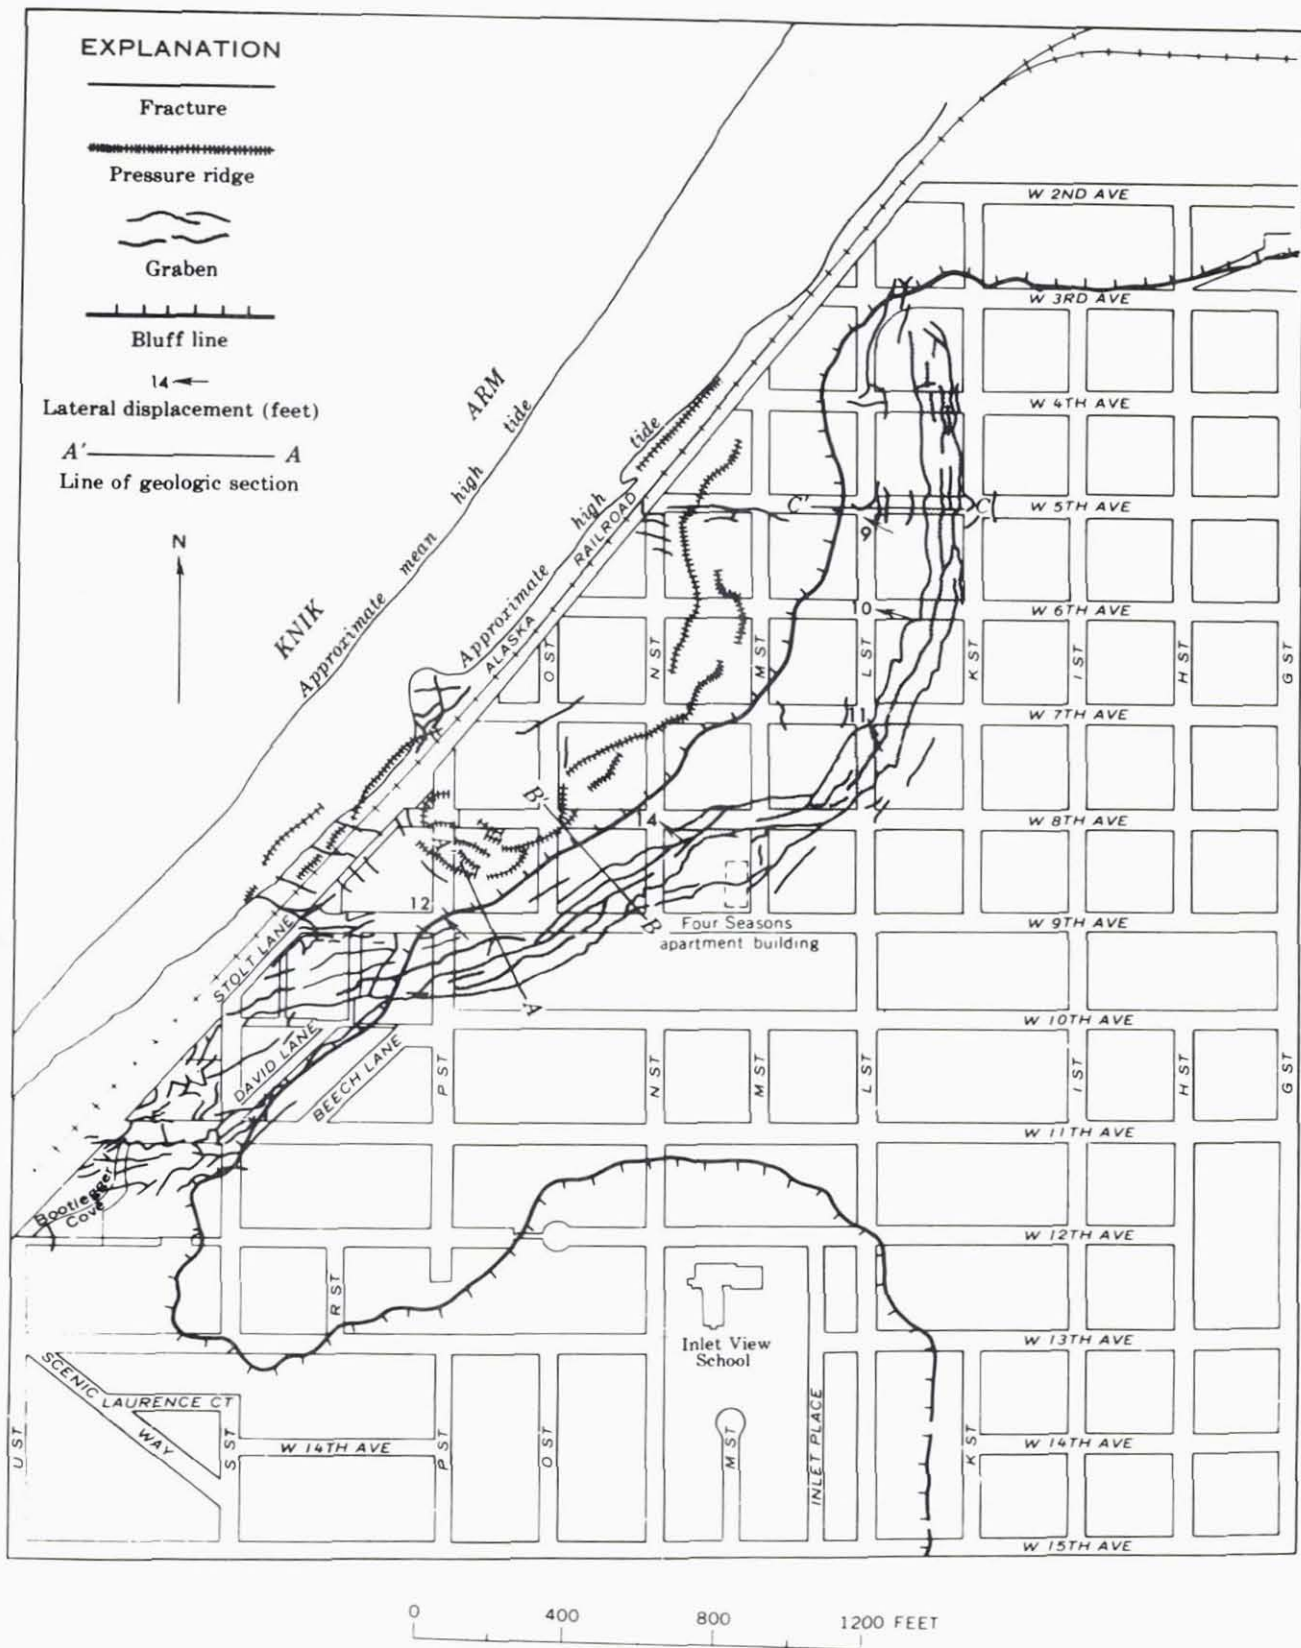 EXPLANATION
Fracture
Pressure ridge
Graben
Bluff line
14
Lateral displacement (feet)
A' A
Line of geologic section
N
KNIK ARM
Approximate mean high tide
Approximate high tide
ALASKA RAILROAD
W 2ND AVE
W 3RD AVE
W 4TH AVE
C' C
W 5TH AVE
9
10
W 6TH AVE
O ST
N ST
M ST
L ST
K ST
I ST
H ST
G ST
11
W 7TH AVE
B'
14
W 8TH AVE
A'
12
B
Four Seasons
apartment building
W 9TH AVE
STOLT LANE
A
W 10TH AVE
DAVID LANE
BEECH LANE
P ST
N ST
M ST
L ST
I ST
H ST
G ST
W 11TH AVE
Bootlegger
Cove
W 12TH AVE
R ST
Inlet View
School
W 13TH AVE
SCENIC WAY
LAURENCE CT
U ST
S ST
W 14TH AVE
P ST
O ST
M ST
INLET PLACE
K ST
W 14TH AVE
W 15TH AVE
0 400 800 1200 FEET